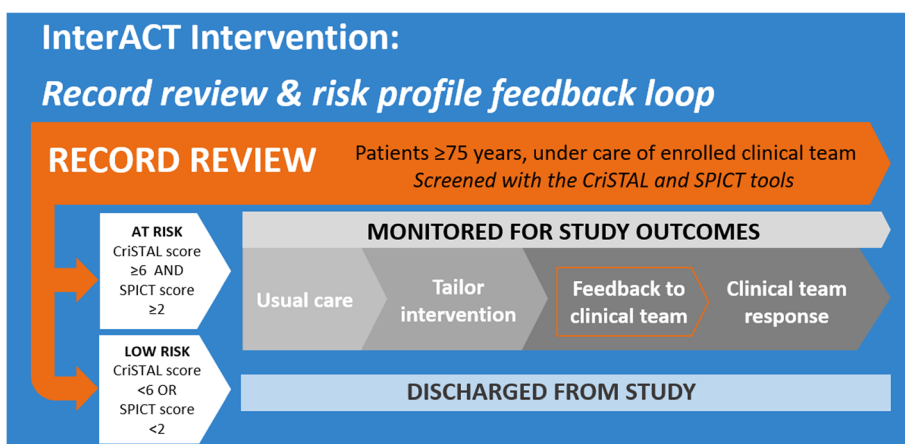 InterACT Intervention:
Record review & risk profile feedback loop
RECORD REVIEW
Patients ≥75 years, under care of enrolled clinical team
Screened with the CriSTAL and SPICT tools
AT RISK
CriSTAL score
≥6 AND
SPICT score
≥2
MONITORED FOR STUDY OUTCOMES
Usual care
Tailor
intervention
Feedback to
clinical team
Clinical team
response
LOW RISK
CriSTAL score
<6 OR
SPICT score
<2
DISCHARGED FROM STUDY